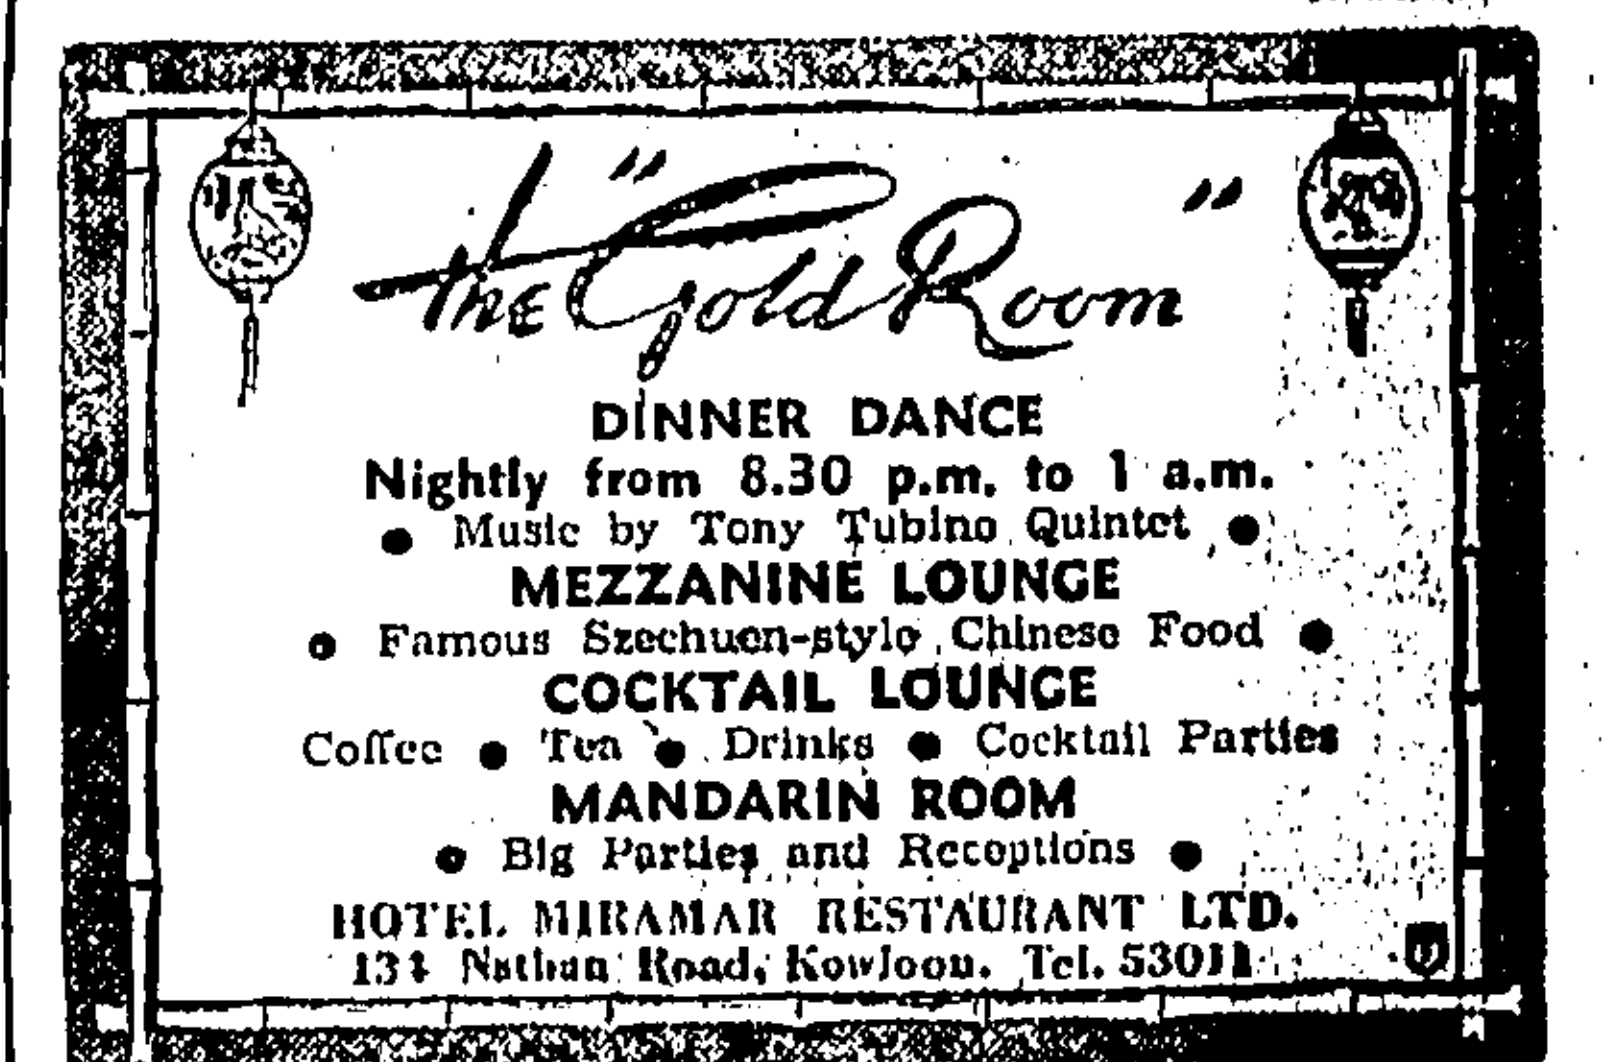 the "Gold Room"
DINNER DANCE
Nightly from 8.30 p.m. to 1 a.m.
● Music by Tony Tubino Quintet ●
MEZZANINE LOUNGE
● Famous Szechuen-style Chinese Food ●
COCKTAIL LOUNGE
Coffee ● Tea ● Drinks ● Cocktail Parties
MANDARIN ROOM
● Big Parties and Receptions ●
HOTEL MIRAMAR RESTAURANT LTD.
Nathan Road, Kowloon. Tel. 53011